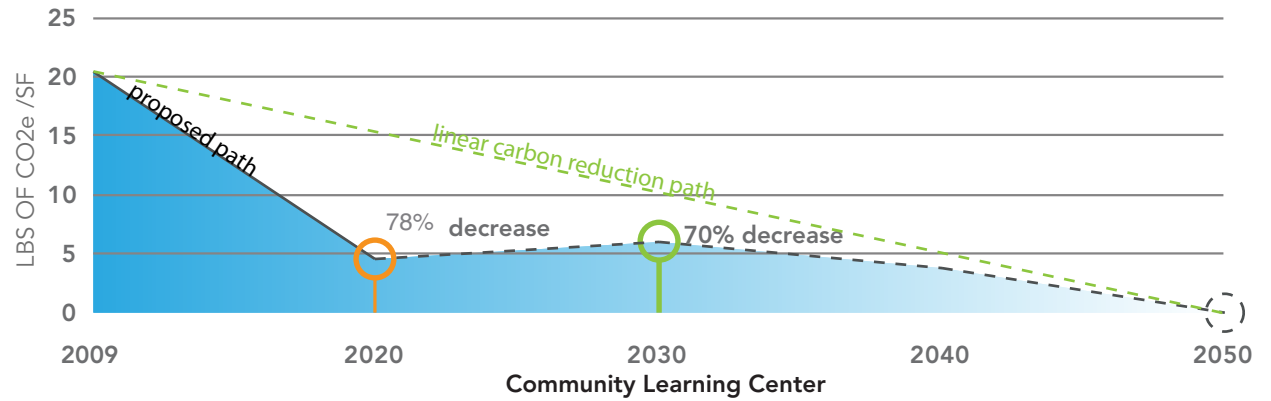 25
20
15
10
5
0
LBS OF CO2e /SF
proposed path
linear carbon reduction path
78% decrease
70% decrease
2009 2020 2030 2040 2050
Community Learning Center